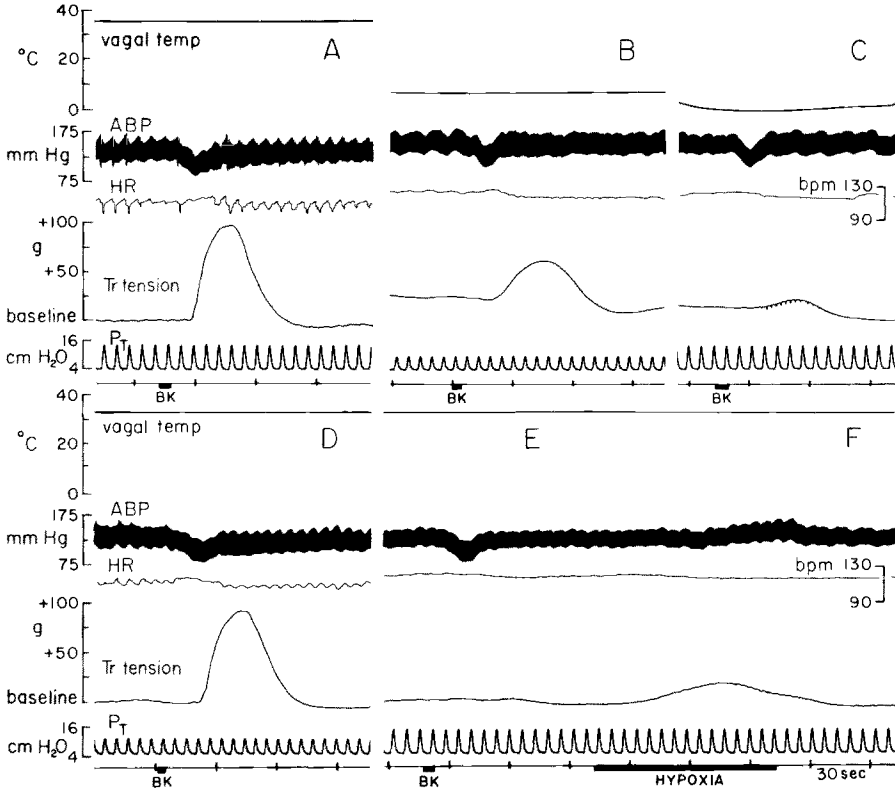 40
vagal temp
A
B
C
°C
20
0
175
ABP
mm Hg
75
HR
bpm 130
90
+100
g
+50
Tr tension
baseline
16
P_T
cm H₂O
4
BK
BK
BK
40
vagal temp
D
E
F
°C
20
0
175
ABP
mm Hg
75
HR
bpm 130
90
+100
g
+50
Tr tension
baseline
16
P_T
cm H₂O
4
BK
BK
HYPOXIA
30 sec